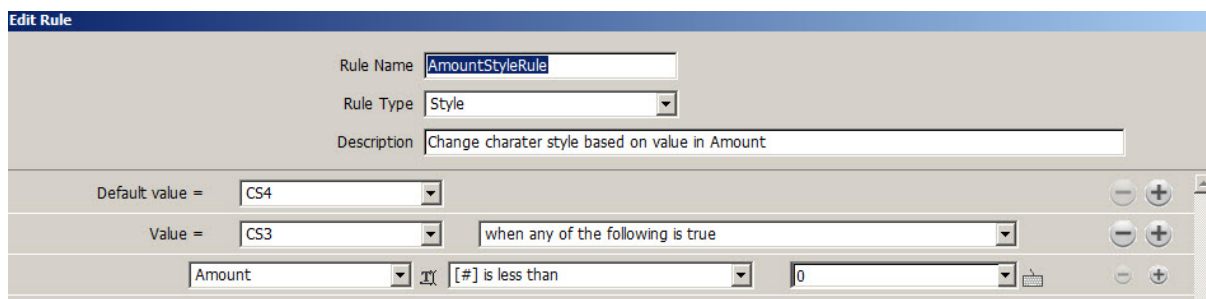 Edit Rule
Rule Name AmountStyleRule
Rule Type Style
Description Change charater style based on value in Amount
Default value = CS4
Value = CS3 when any of the following is true
Amount T( [#] is less than 0